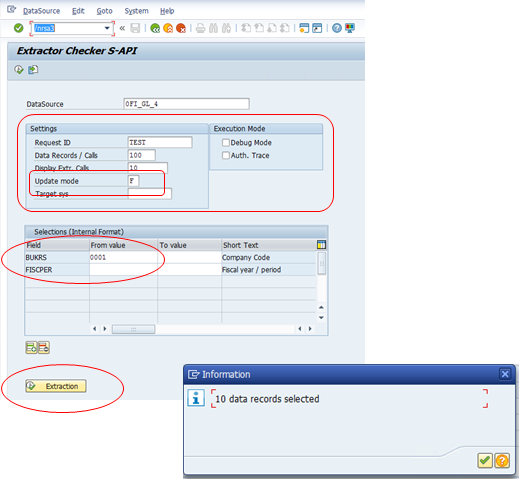 DataSource Edit Goto System Help
/nrsa3
Extractor Checker S-API
DataSource 0FI_GL_4
Settings Execution Mode
Request ID TEST Debug Mode
Data Records / Calls 100 Auth. Trace
Display Extr. Calls 10
Update mode F
Target sys
Selections (Internal Format)
Field From value To value Short Text
BUKRS 0001 Company Code
FISCPER Fiscal year / period
Extraction
Information
10 data records selected